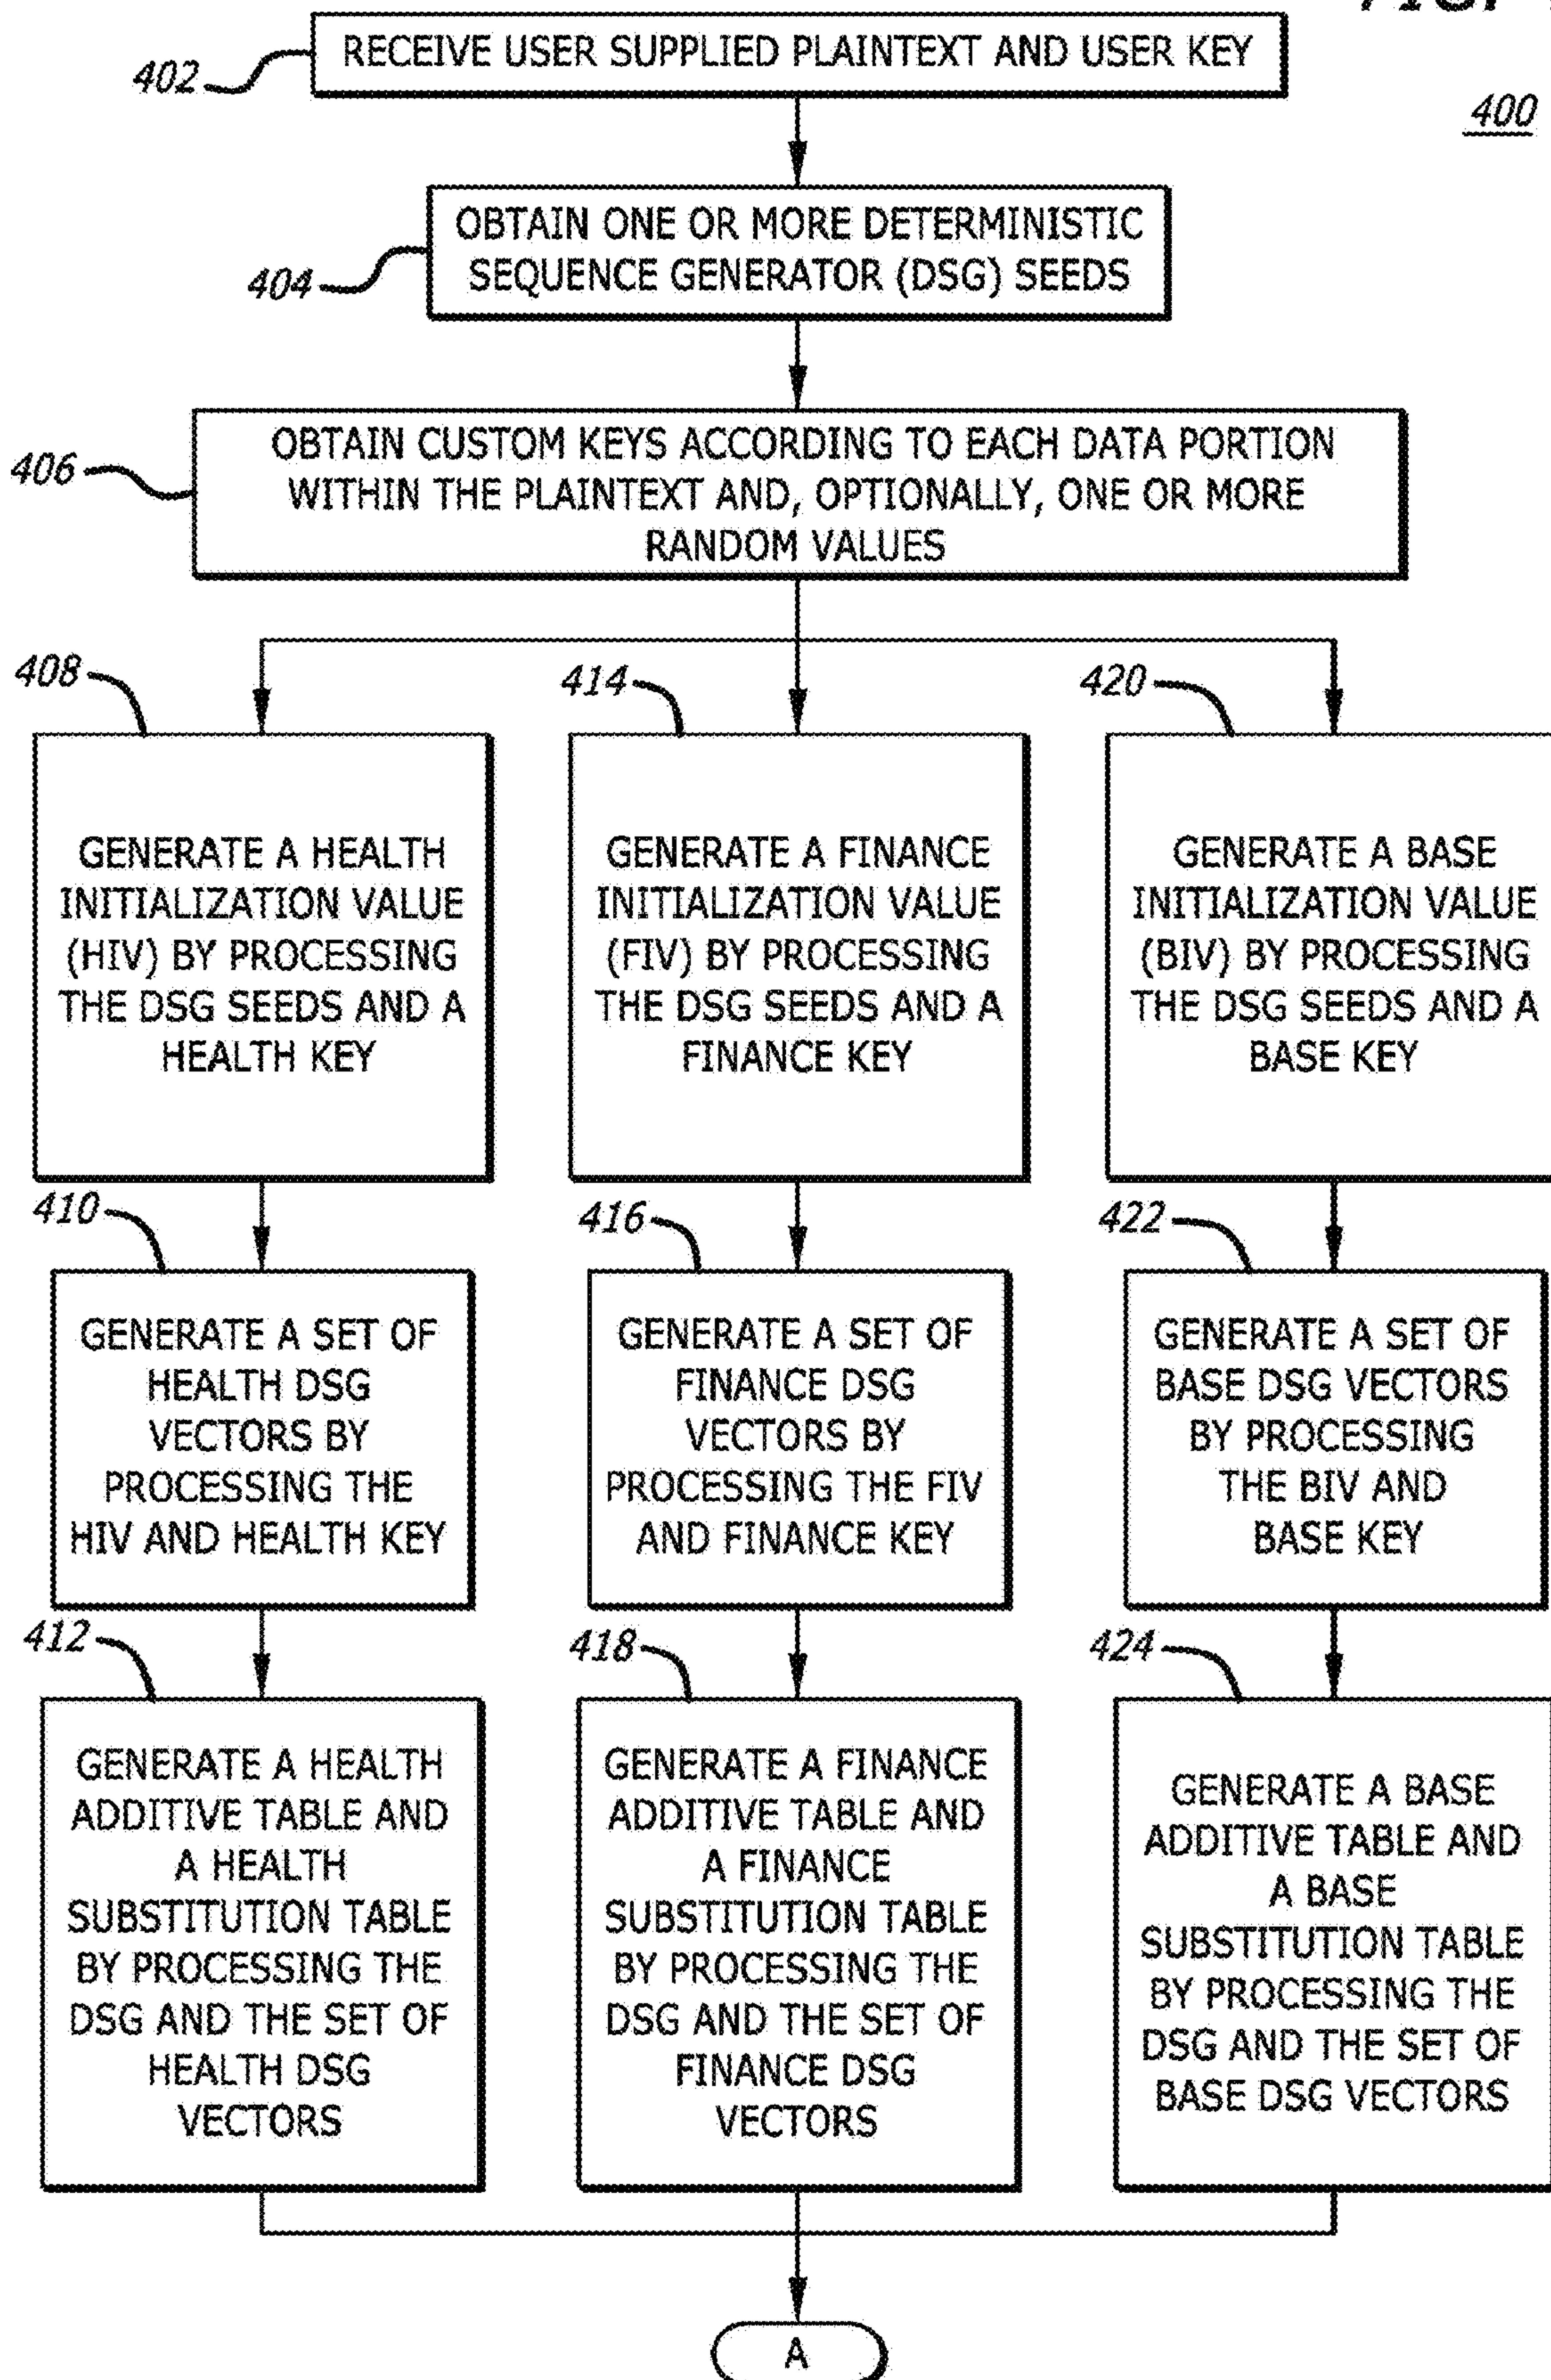 FIG.
402
RECEIVE USER SUPPLIED PLAINTEXT AND USER KEY
400
404
OBTAIN ONE OR MORE DETERMINISTIC
SEQUENCE GENERATOR (DSG) SEEDS
406
OBTAIN CUSTOM KEYS ACCORDING TO EACH DATA PORTION
WITHIN THE PLAINTEXT AND, OPTIONALLY, ONE OR MORE
RANDOM VALUES
408
GENERATE A HEALTH
INITIALIZATION VALUE
(HIV) BY PROCESSING
THE DSG SEEDS AND A
HEALTH KEY
410
GENERATE A SET OF
HEALTH DSG
VECTORS BY
PROCESSING THE
HIV AND HEALTH KEY
412
GENERATE A HEALTH
ADDITIVE TABLE AND
A HEALTH
SUBSTITUTION TABLE
BY PROCESSING THE
DSG AND THE SET OF
HEALTH DSG
VECTORS
414
GENERATE A FINANCE
INITIALIZATION VALUE
(FIV) BY PROCESSING
THE DSG SEEDS AND A
FINANCE KEY
416
GENERATE A SET OF
FINANCE DSG
VECTORS BY
PROCESSING THE FIV
AND FINANCE KEY
418
GENERATE A FINANCE
ADDITIVE TABLE AND
A FINANCE
SUBSTITUTION TABLE
BY PROCESSING THE
DSG AND THE SET OF
FINANCE DSG
VECTORS
420
GENERATE A BASE
INITIALIZATION VALUE
(BIV) BY PROCESSING
THE DSG SEEDS AND A
BASE KEY
422
GENERATE A SET OF
BASE DSG VECTORS
BY PROCESSING
THE BIV AND
BASE KEY
424
GENERATE A BASE
ADDITIVE TABLE AND
A BASE
SUBSTITUTION TABLE
BY PROCESSING THE
DSG AND THE SET OF
BASE DSG VECTORS
A